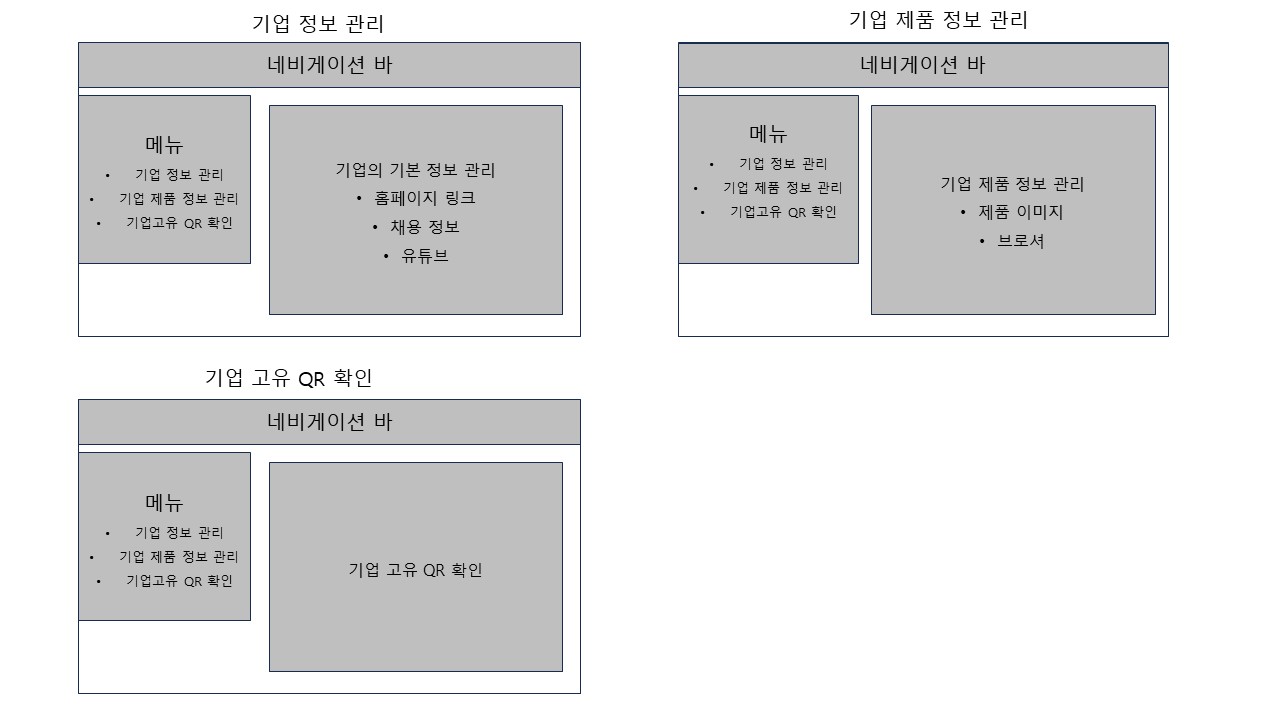 기업 정보 관리
네비게이션 바
메뉴
• 기업 정보 관리
• 기업 제품 정보 관리
• 기업고유 QR 확인
기업의 기본 정보 관리
• 홈페이지 링크
• 채용 정보
• 유튜브
기업 제품 정보 관리
네비게이션 바
메뉴
• 기업 정보 관리
• 기업 제품 정보 관리
• 기업고유 QR 확인
기업 제품 정보 관리
• 제품 이미지
• 브로셔
기업 고유 QR 확인
네비게이션 바
메뉴
• 기업 정보 관리
• 기업 제품 정보 관리
• 기업고유 QR 확인
기업 고유 QR 확인